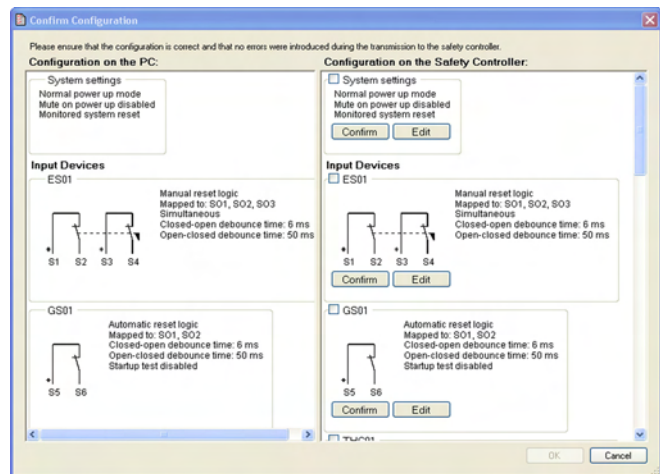 Confirm Configuration
Please ensure that the configuration is correct and that no errors were introduced during the transmission to the safety controller.
Configuration on the PC:
System settings
Normal power up mode
Mute on power up disabled
Monitored system reset
Input Devices
ES01
Manual reset logic
Mapped to: SO1, SO2, SO3
Simultaneous
Closed-open debounce time: 6 ms
Open-closed debounce time: 50 ms
S1 S2 S3 S4
GS01
Automatic reset logic
Mapped to: SO1, SO2
Closed-open debounce time: 6 ms
Open-closed debounce time: 50 ms
Startup test disabled
S5 S6
Configuration on the Safety Controller:
System settings
Normal power up mode
Mute on power up disabled
Monitored system reset
Confirm Edit
Input Devices
ES01
Manual reset logic
Mapped to: SO1, SO2, SO3
Simultaneous
Closed-open debounce time: 6 ms
Open-closed debounce time: 50 ms
S1 S2 S3 S4
Confirm Edit
GS01
Automatic reset logic
Mapped to: SO1, SO2
Closed-open debounce time: 6 ms
Open-closed debounce time: 50 ms
Startup test disabled
S5 S6
Confirm Edit
OK Cancel